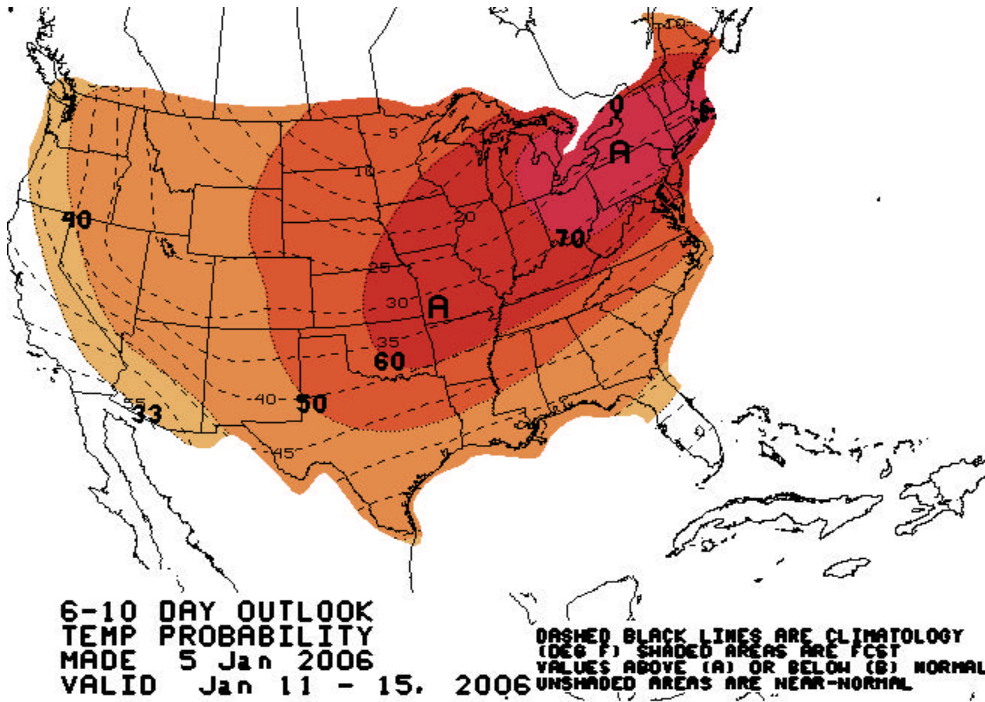 10
5
0
10
A
20
40
70
25
30
A
35
60
40
50
33
45
6-10 DAY OUTLOOK
TEMP PROBABILITY
MADE 5 Jan 2006
VALID Jan 11 - 15, 2006
DASHED BLACK LINES ARE CLIMATOLOGY
(DEG F) SHADED AREAS ARE FCST
VALUES ABOVE (A) OR BELOW (B) NORMAL
UNSHADED AREAS ARE NEAR-NORMAL